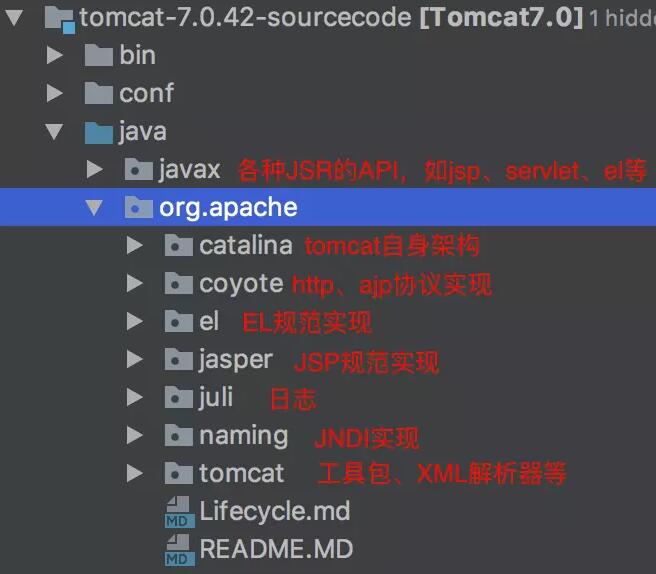 tomcat-7.0.42-sourcecode [Tomcat7.0] 1 hidde
bin
conf
java
javax 各种JSR的API，如jsp、servlet、el等
org.apache
catalina tomcat自身架构
coyote http、ajp协议实现
el EL规范实现
jasper JSP规范实现
juli 日志
naming JNDI实现
tomcat 工具包、XML解析器等
MD Lifecycle.md
MD README.MD